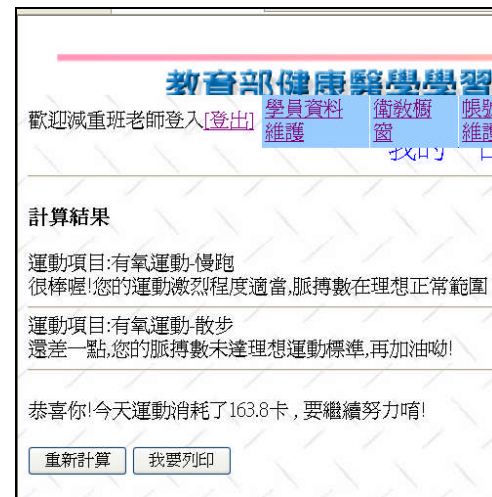 教育部健康醫學學習
歡迎減重班老師登入[登出]
學員資料維護
衛教櫥窗
帳號維護
我的
計算結果
運動項目:有氧運動-慢跑
很棒喔!您的運動激烈程度適當,脈搏數在理想正常範圍
運動項目:有氧運動-散步
還差一點,您的脈搏數未達理想運動標準,再加油呦!
恭喜你!今天運動消耗了163.8卡 , 要繼續努力唷!
重新計算
我要列印